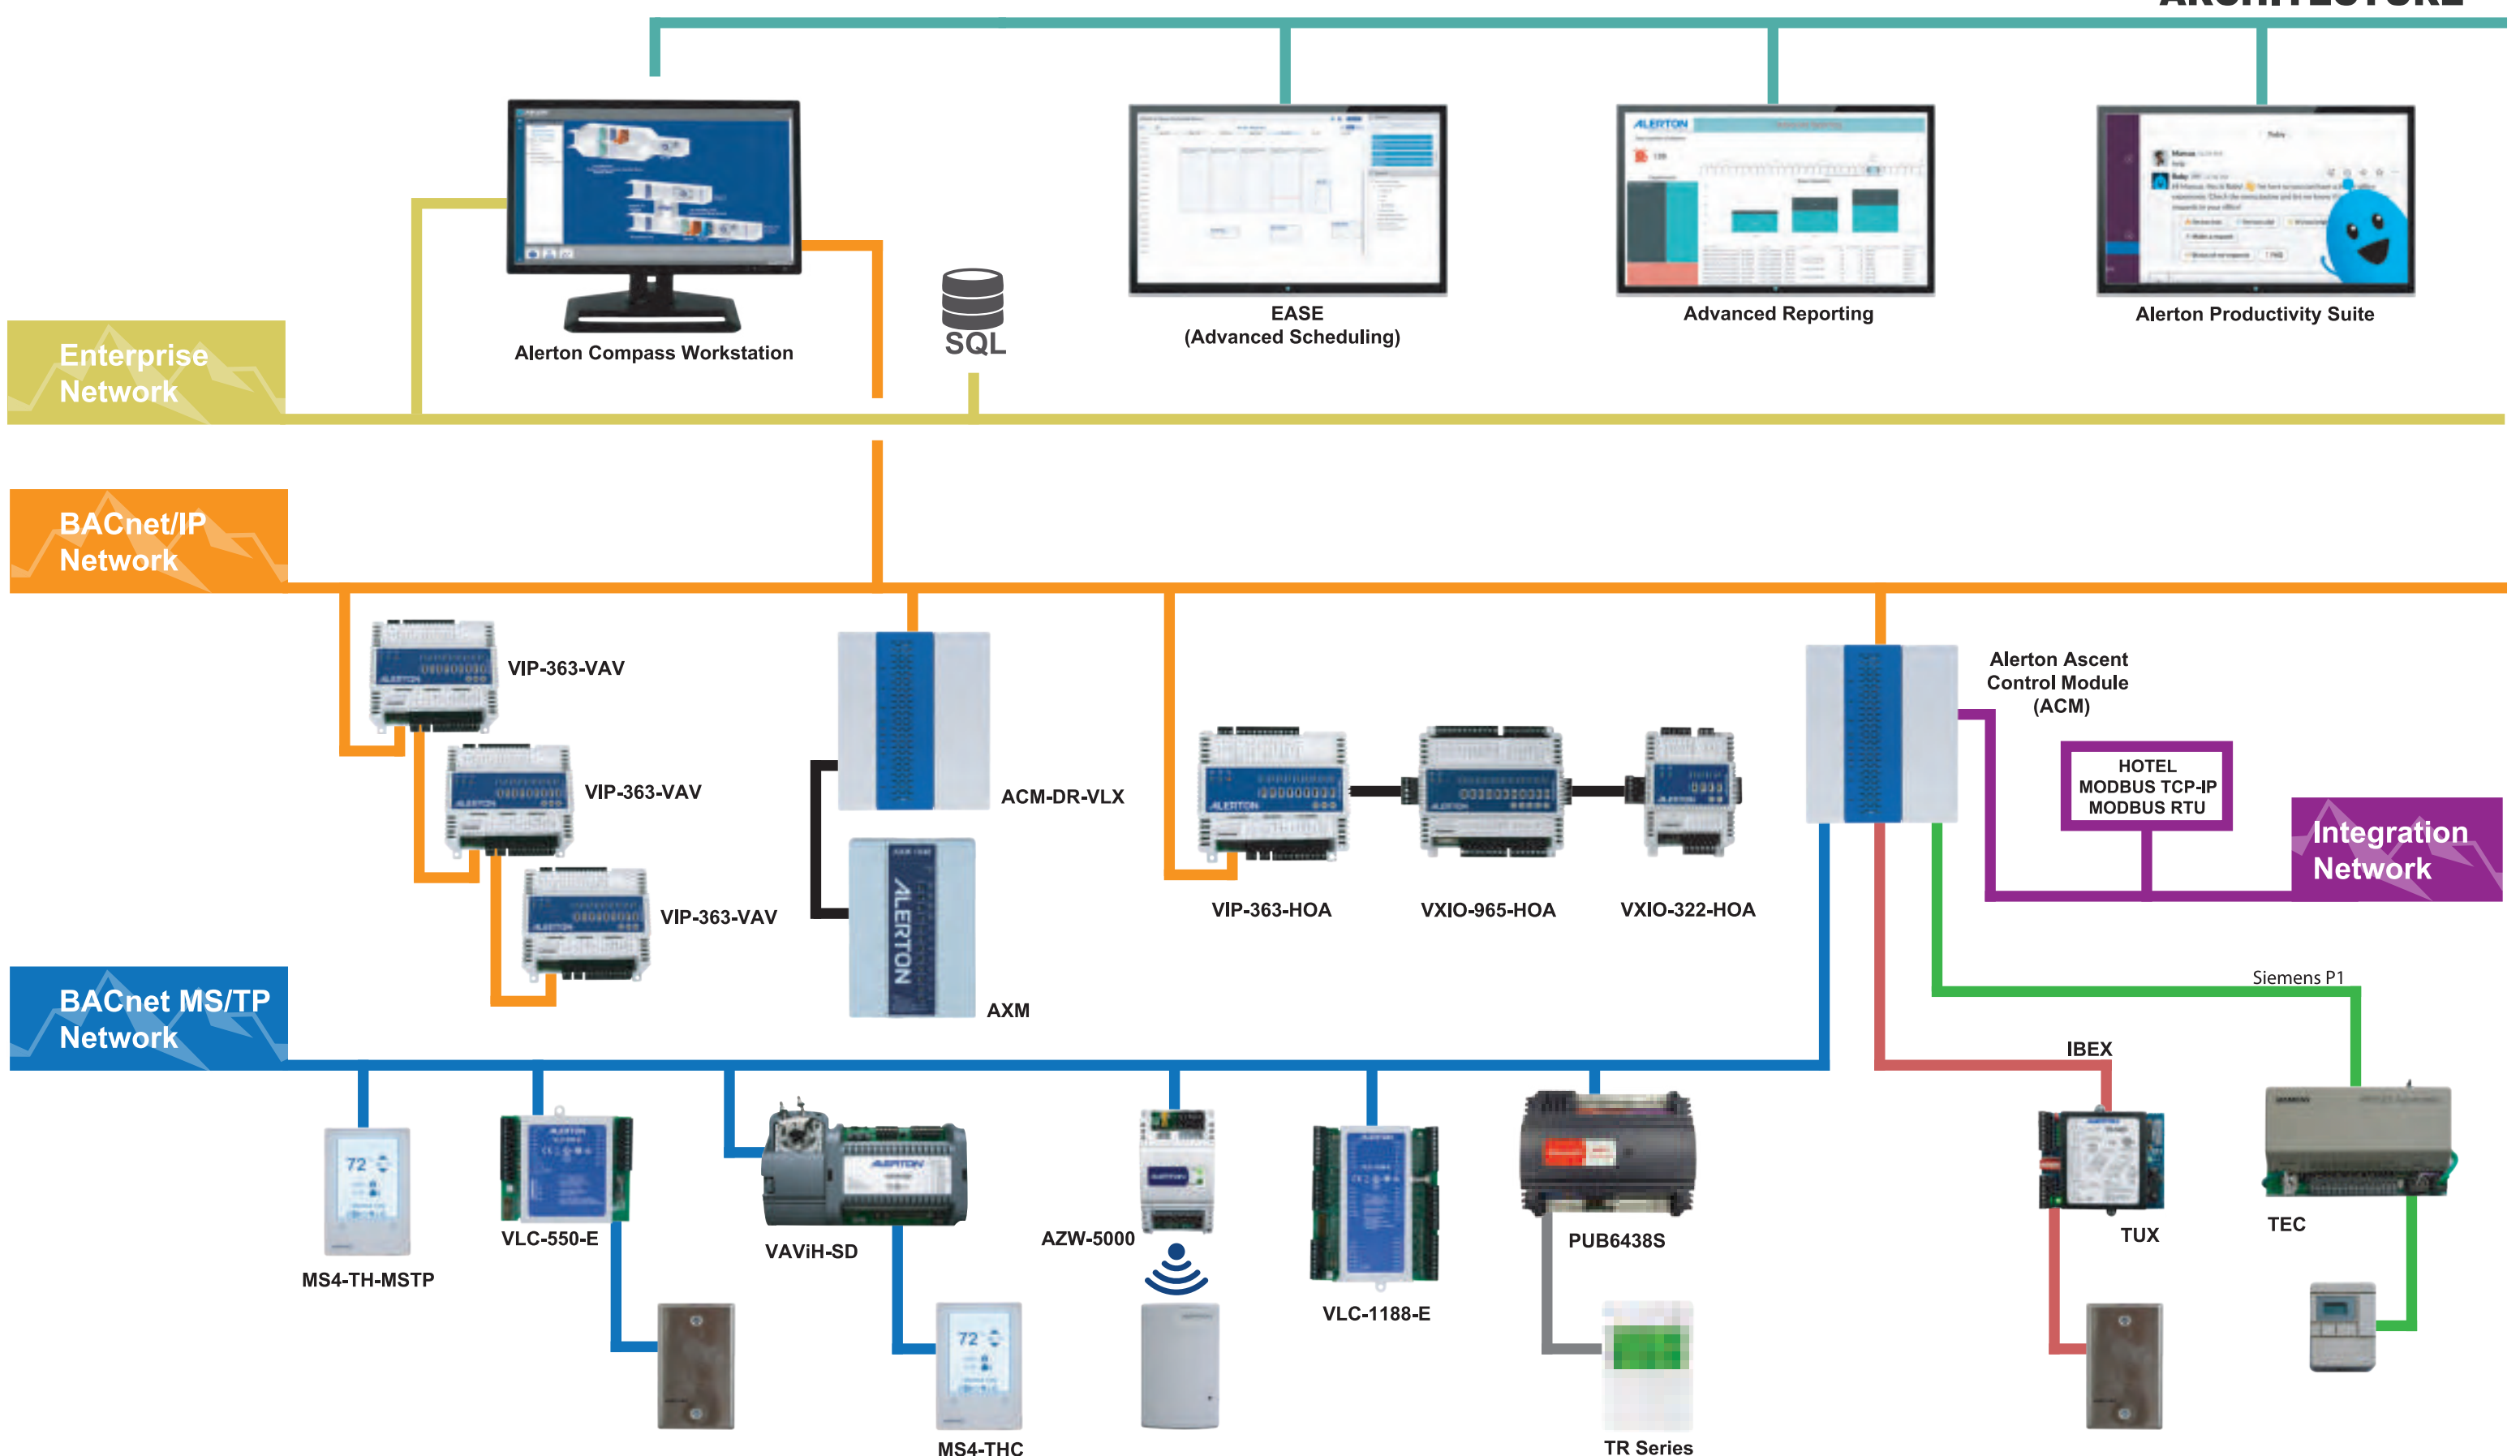 ARCHITECTURE
Alerton Compass Workstation
SQL
EASE
(Advanced Scheduling)
ALERTON
Advanced Reporting
Alerton Productivity Suite
Enterprise
Network
BACnet/IP
Network
VIP-363-VAV
VIP-363-VAV
VIP-363-VAV
ACM-DR-VLX
ALERTON
AXM
VIP-363-HOA
VXIO-965-HOA
VXIO-322-HOA
Alerton Ascent
Control Module
(ACM)
HOTEL
MODBUS TCP-IP
MODBUS RTU
Integration
Network
BACnet MS/TP
Network
Siemens P1
IBEX
72
MS4-TH-MSTP
VLC-550-E
ALERTON
VAViH-SD
72
MS4-THC
AZW-5000
VLC-1188-E
PUB6438S
TR Series
TUX
TEC